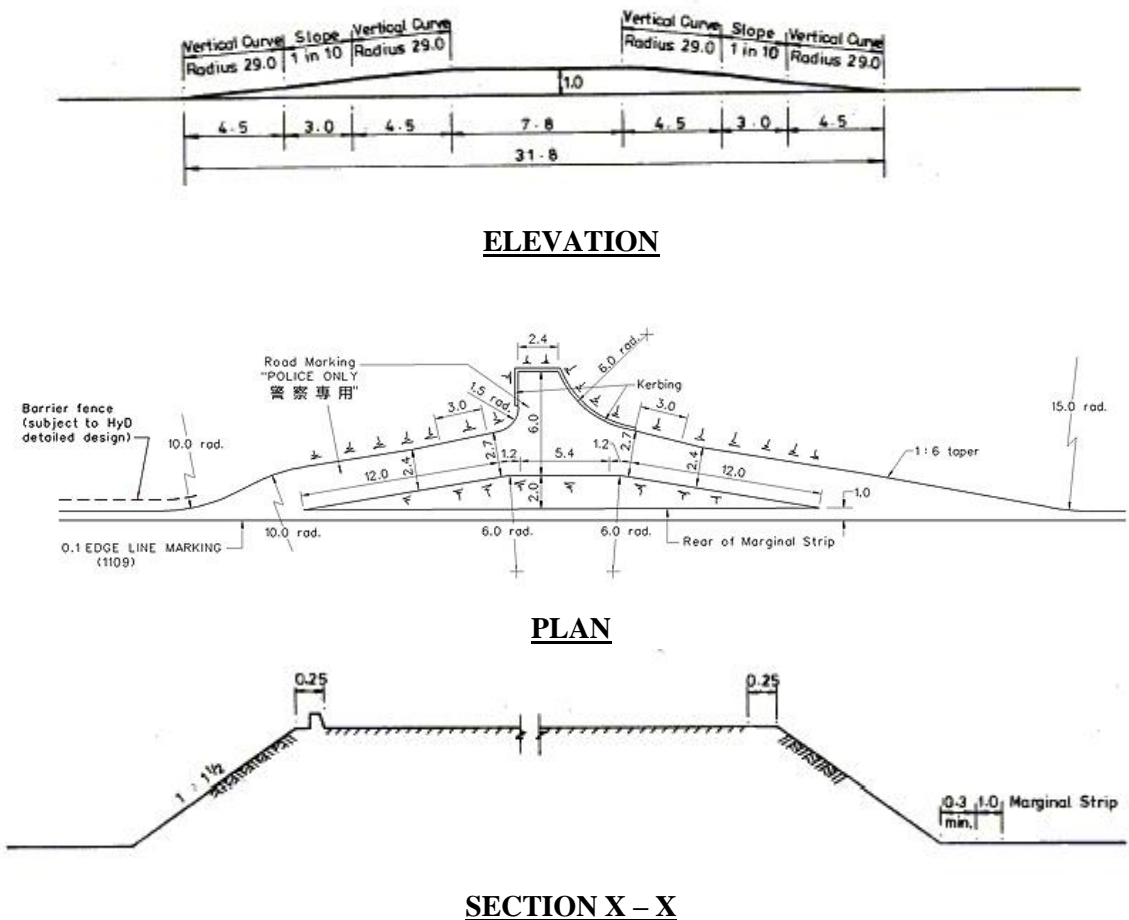 Vertical Curve Slope Vertical Curve
Radius 29.0 1 in 10 Radius 29.0
Vertical Curve Slope Vertical Curve
Radius 29.0 1 in 10 Radius 29.0
1.0
4.5 3.0 4.5 7.8 4.5 3.0 4.5
31.8
ELEVATION
2.4
6.0 rad.
Road Marking
"POLICE ONLY
警察專用"
Kerbing
1.5 rad.
3.0
3.0
Barrier fence
(subject to HyD
detailed design)
10.0 rad.
15.0 rad.
6.0
2.7
2.7
1:6 taper
1.2 5.4 1.2
2.4
2.4
12.0
12.0
2.0
1.0
10.0 rad.
6.0 rad.
6.0 rad.
Rear of Marginal Strip
0.1 EDGE LINE MARKING
(1109)
PLAN
0.25
0.25
1 : 1½
0.3 1.0 Marginal Strip
min.
SECTION X – X